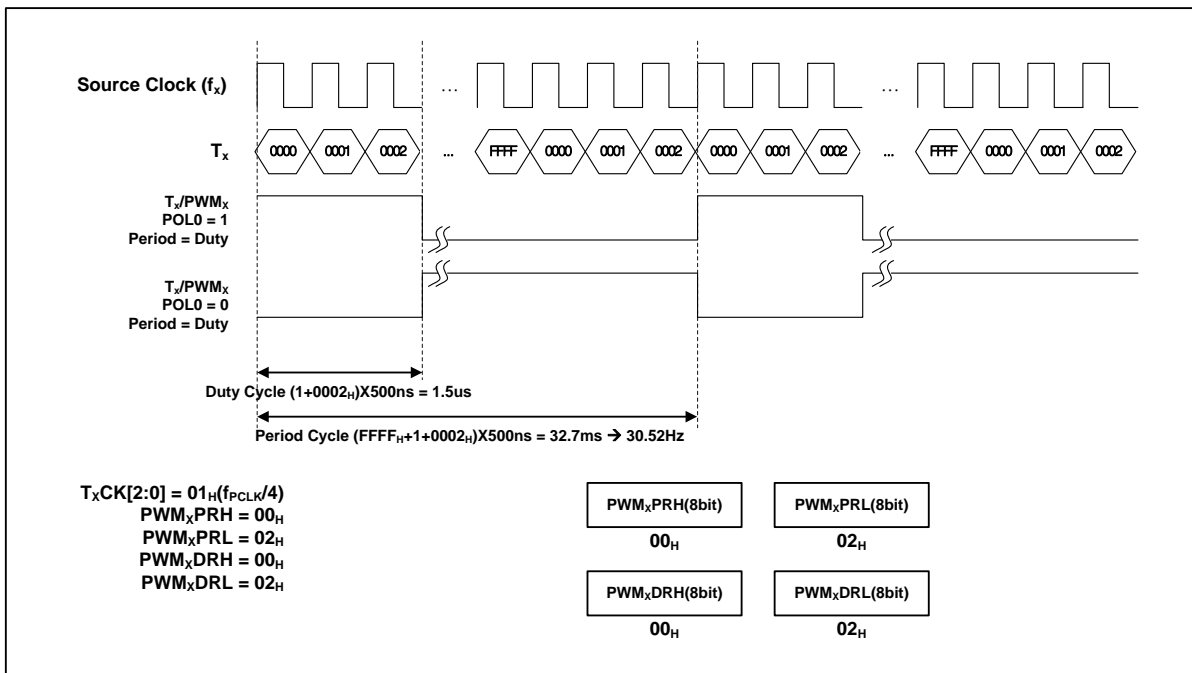 Source Clock (fx)
... ...
Tx
0000 0001 0002 ... FFFF 0000 0001 0002 0000 0001 0002 ... FFFF 0000 0001 0002
Tx/PWMx
POL0 = 1
Period = Duty
Tx/PWMx
POL0 = 0
Period = Duty
Duty Cycle (1+0002H)X500ns = 1.5us
Period Cycle (FFFFH+1+0002H)X500ns = 32.7ms → 30.52Hz
TXCK[2:0] = 01H(fPCLK/4)
PWMXPRH = 00H
PWMXPRL = 02H
PWMXDRH = 00H
PWMXDRL = 02H
PWMXPRH(8bit) PWMXPRL(8bit)
00H 02H
PWMXDRH(8bit) PWMXDRL(8bit)
00H 02H